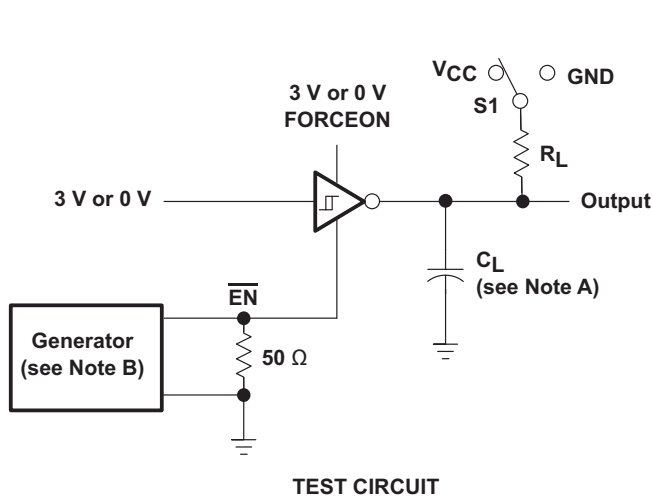 VCC
GND
S1
3 V or 0 V
FORCEON
RL
3 V or 0 V
Output
CL
(see Note A)
EN
Generator
(see Note B)
50 Ω
TEST CIRCUIT